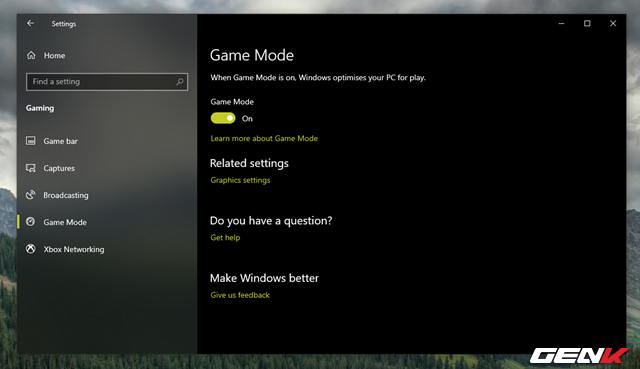 Settings
Home
Find a setting
Gaming
Game bar
Captures
Broadcasting
Game Mode
Xbox Networking
Game Mode
When Game Mode is on, Windows optimises your PC for play.
Game Mode
On
Learn more about Game Mode
Related settings
Graphics settings
Do you have a question?
Get help
Make Windows better
Give us feedback
GENK